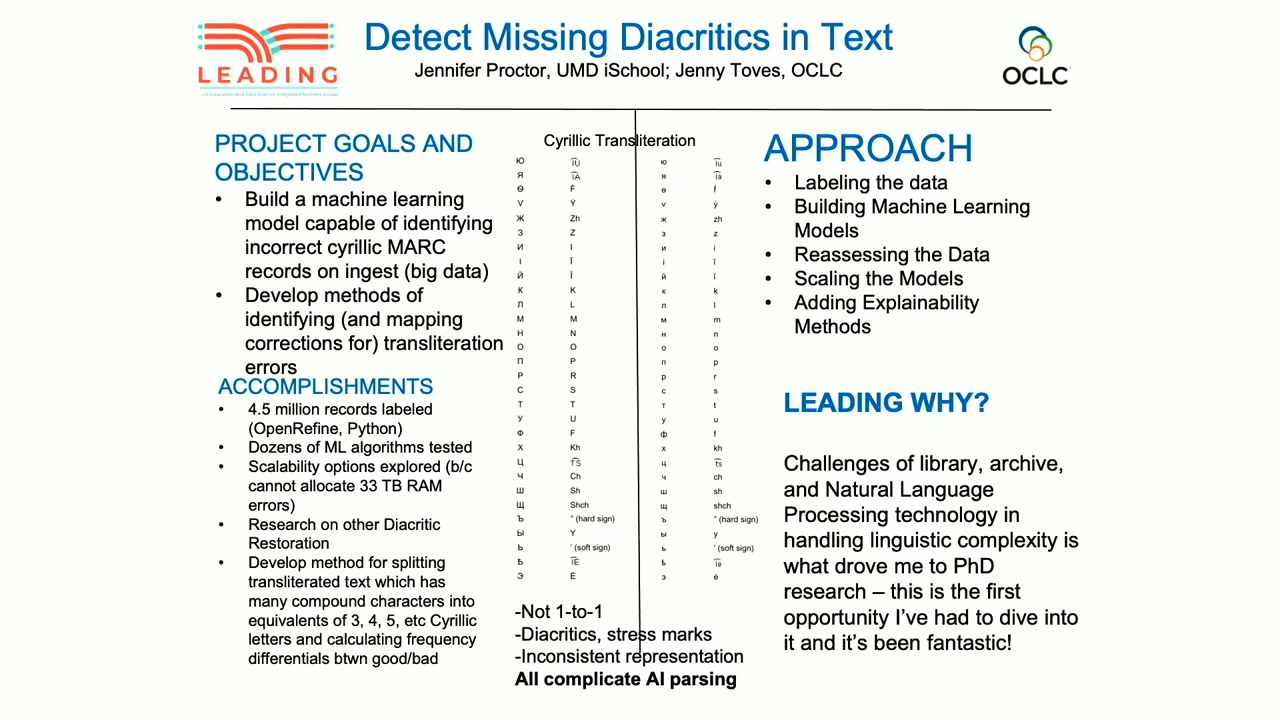 LEADING
LIS Education And Data Science Integrated Network Group
Detect Missing Diacritics in Text
Jennifer Proctor, UMD iSchool; Jenny Toves, OCLC
OCLC
PROJECT GOALS AND
OBJECTIVES
• Build a machine learning
model capable of identifying
incorrect cyrillic MARC
records on ingest (big data)
• Develop methods of
identifying (and mapping
corrections for) transliteration
errors
ACCOMPLISHMENTS
• 4.5 million records labeled
(OpenRefine, Python)
• Dozens of ML algorithms tested
• Scalability options explored (b/c
cannot allocate 33 TB RAM
errors)
• Research on other Diacritic
Restoration
• Develop method for splitting
transliterated text which has
many compound characters into
equivalents of 3, 4, 5, etc Cyrillic
letters and calculating frequency
differentials btwn good/bad
Cyrillic Transliteration
Ю I͡U ю i͡u
Я I͡A я i͡a
Ѳ Ḟ ѳ ḟ
Ѵ Ẏ ѵ ẏ
Ж Zh ж zh
З Z з z
И I и i
І Ī і ī
Й Ĭ й ĭ
К K к k
Л L л l
М M м m
Н N н n
О O о o
П P п p
Р R р r
С S с s
Т T т t
У U у u
Ф F ф f
Х Kh х kh
Ц T͡S ц t͡s
Ч Ch ч ch
Ш Sh ш sh
Щ Shch щ shch
Ъ ʺ (hard sign) ъ ʺ (hard sign)
Ы Y ы y
Ь ʹ (soft sign) ь ʹ (soft sign)
Ѣ I͡E ѣ i͡e
Э Ė э ė
-Not 1-to-1
-Diacritics, stress marks
-Inconsistent representation
All complicate AI parsing
APPROACH
• Labeling the data
• Building Machine Learning
Models
• Reassessing the Data
• Scaling the Models
• Adding Explainability
Methods
LEADING WHY?
Challenges of library, archive,
and Natural Language
Processing technology in
handling linguistic complexity is
what drove me to PhD
research – this is the first
opportunity I've had to dive into
it and it's been fantastic!